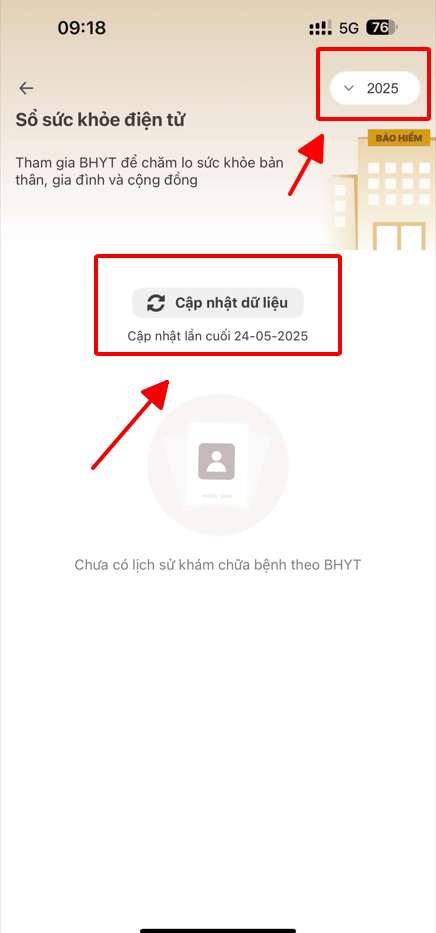 09:18
5G
76
2025
Sổ sức khỏe điện tử
BẢO HIỂM
Tham gia BHYT để chăm lo sức khỏe bản
thân, gia đình và cộng đồng
Cập nhật dữ liệu
Cập nhật lần cuối 24-05-2025
Chưa có lịch sử khám chữa bệnh theo BHYT